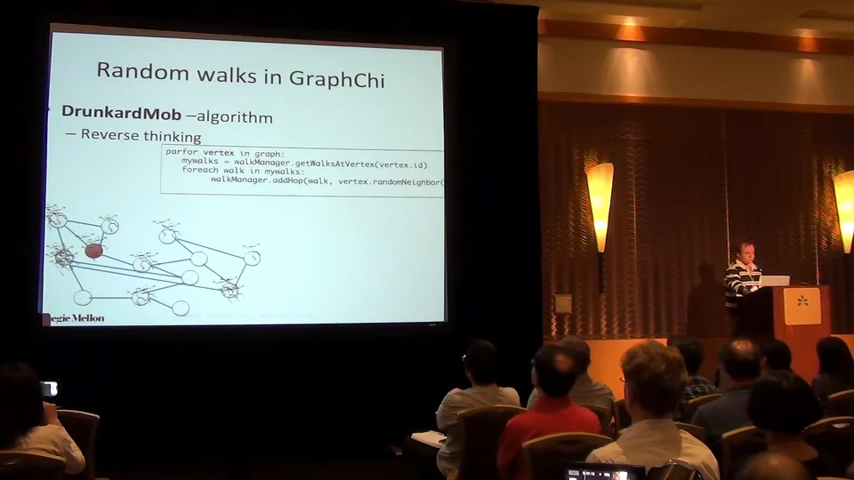 Random walks in GraphChi
DrunkardMob –algorithm
– Reverse thinking
parfor vertex in graph:
mywalks = walkManager.getWalksAtVertex(vertex.id)
foreach walk in mywalks:
walkManager.addHop(walk, vertex.randomNeighbor(
egie Mellon